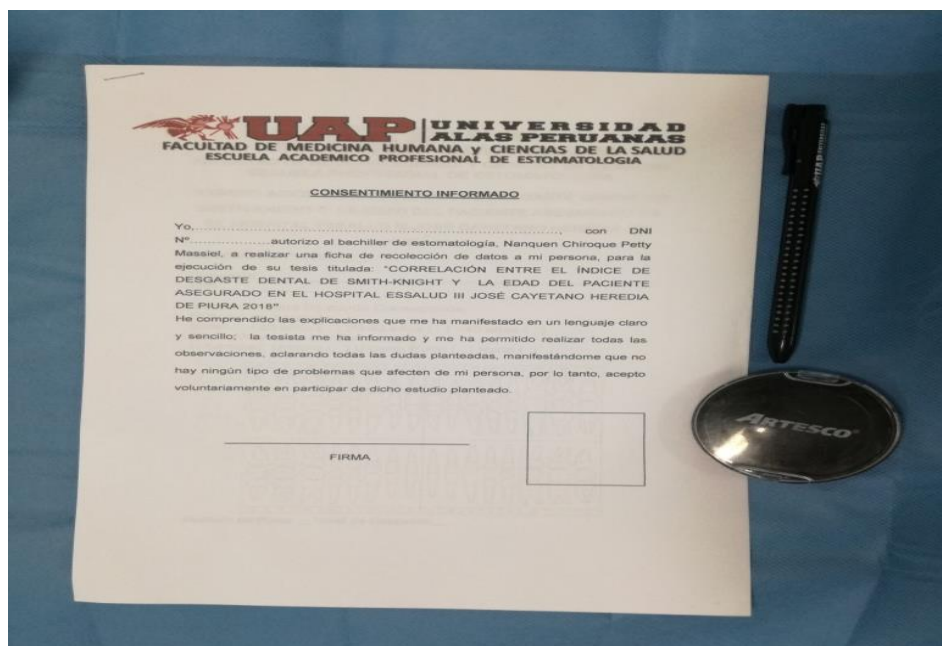 UAP UNIVERSIDAD
ALAS PERUANAS
FACULTAD DE MEDICINA HUMANA y CIENCIAS DE LA SALUD
ESCUELA ACADEMICO PROFESIONAL DE ESTOMATOLOGIA
CONSENTIMIENTO INFORMADO
Yo,......................................................................................, con DNI
N°.....................autorizo al bachiller de estomatología, Nanquen Chiroque Petty
Massiel, a realizar una ficha de recolección de datos a mi persona, para la
ejecución de su tesis titulada: "CORRELACIÓN ENTRE EL ÍNDICE DE
DESGASTE DENTAL DE SMITH-KNIGHT Y LA EDAD DEL PACIENTE
ASEGURADO EN EL HOSPITAL ESSALUD III JOSÉ CAYETANO HEREDIA
DE PIURA 2018"
He comprendido las explicaciones que me ha manifestado en un lenguaje claro
y sencillo; la tesista me ha informado y me ha permitido realizar todas las
observaciones, aclarando todas las dudas planteadas, manifestándome que no
hay ningún tipo de problemas que afecten de mi persona, por lo tanto, acepto
voluntariamente en participar de dicho estudio planteado.
FIRMA
UAP
ARTESCO